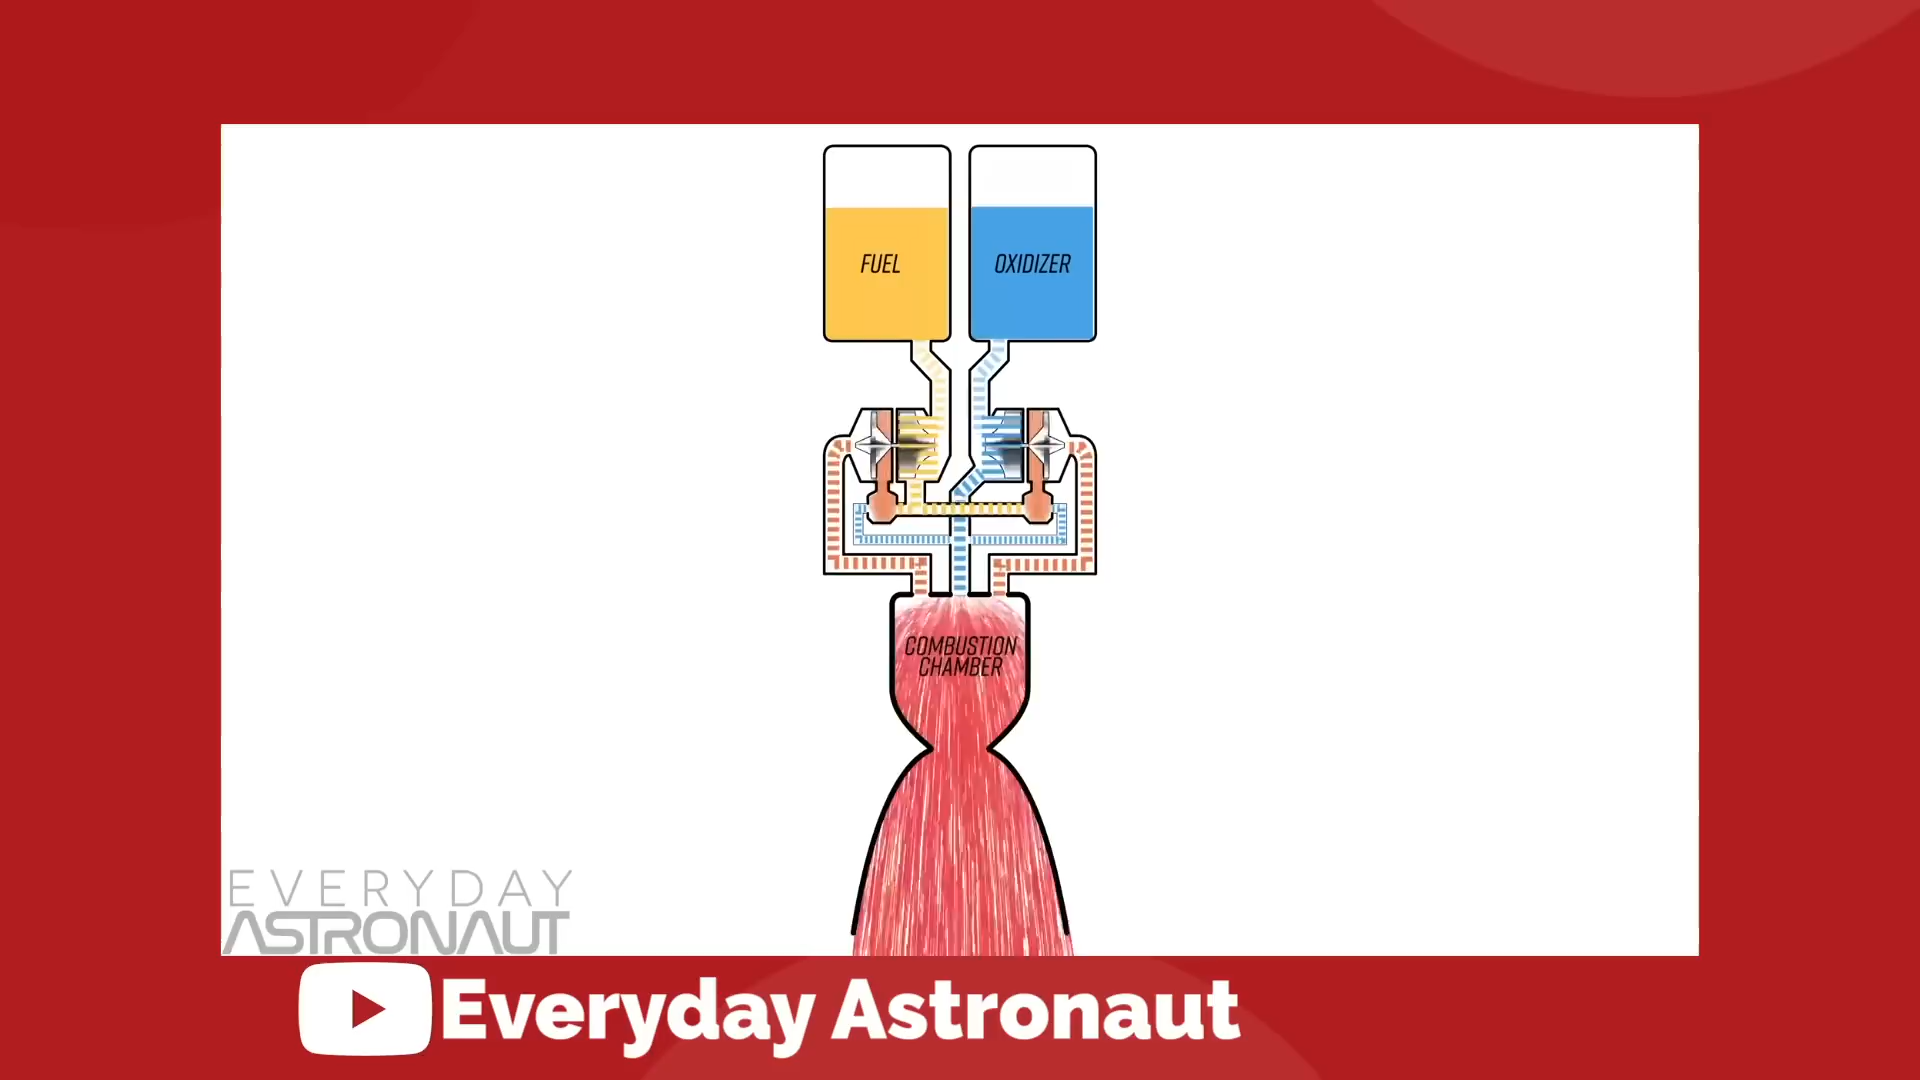 FUEL
OXIDIZER
COMBUSTION
CHAMBER
EVERYDAY
ASTRONAUT
Everyday Astronaut